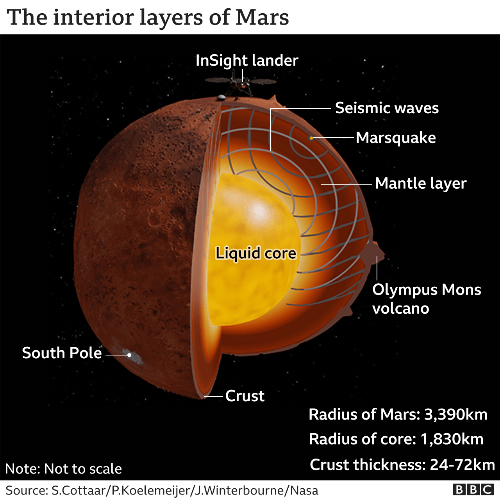 The interior layers of Mars
InSight lander
Seismic waves
Marsquake
Mantle layer
Liquid core
Olympus Mons
volcano
South Pole
Crust
Radius of Mars: 3,390km
Radius of core: 1,830km
Crust thickness: 24-72km
Note: Not to scale
Source: S.Cottaar/P.Koelemeijer/J.Winterbourne/Nasa
BBC